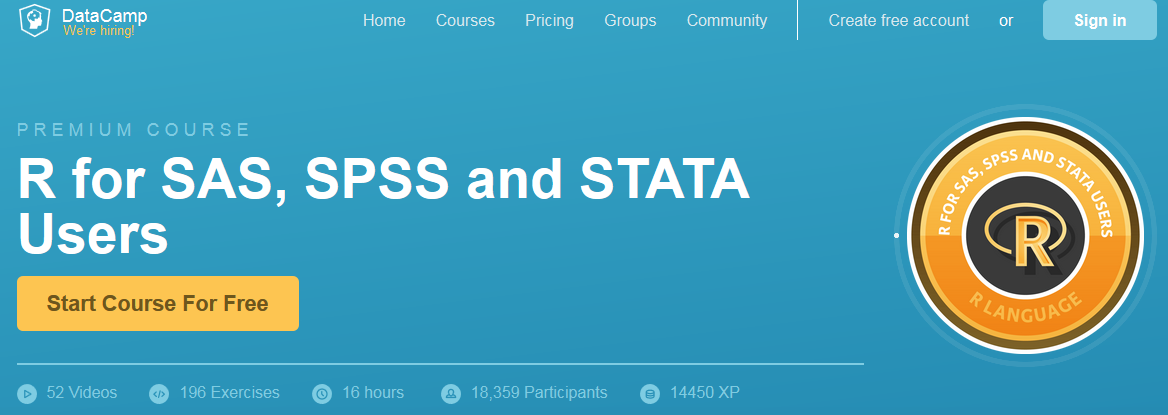 DataCamp
We're hiring!
Home Courses Pricing Groups Community Create free account or Sign in
PREMIUM COURSE
R for SAS, SPSS and STATA
Users
Start Course For Free
52 Videos 196 Exercises 16 hours 18,359 Participants 14450 XP
R FOR SAS, SPSS AND STATA USERS
R
R LANGUAGE